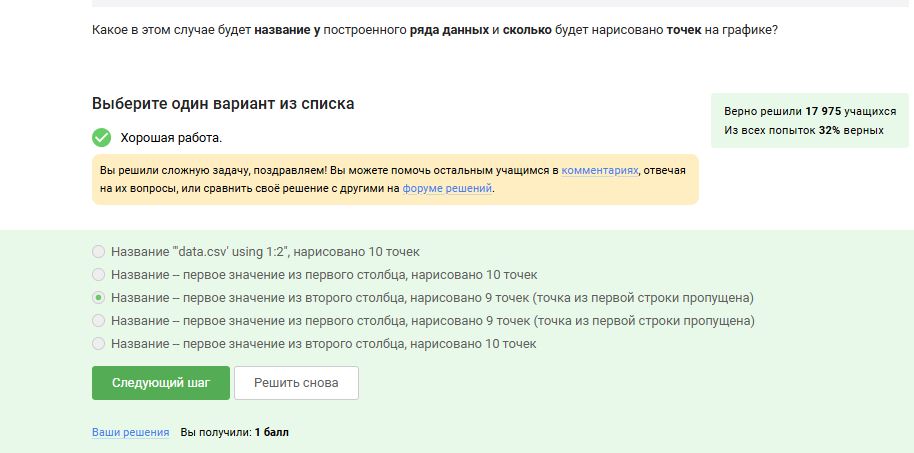 Какое в этом случае будет название у построенного ряда данных и сколько будет нарисовано точек на графике?
Выберите один вариант из списка
Верно решили 17 975 учащихся
Из всех попыток 32% верных
Хорошая работа.
Вы решили сложную задачу, поздравляем! Вы можете помочь остальным учащимся в комментариях, отвечая
на их вопросы, или сравнить своё решение с другими на форуме решений.
Название "'data.csv' using 1:2", нарисовано 10 точек
Название -- первое значение из первого столбца, нарисовано 10 точек
Название -- первое значение из второго столбца, нарисовано 9 точек (точка из первой строки пропущена)
Название -- первое значение из первого столбца, нарисовано 9 точек (точка из первой строки пропущена)
Название -- первое значение из второго столбца, нарисовано 10 точек
Следующий шаг
Решить снова
Ваши решения Вы получили: 1 балл